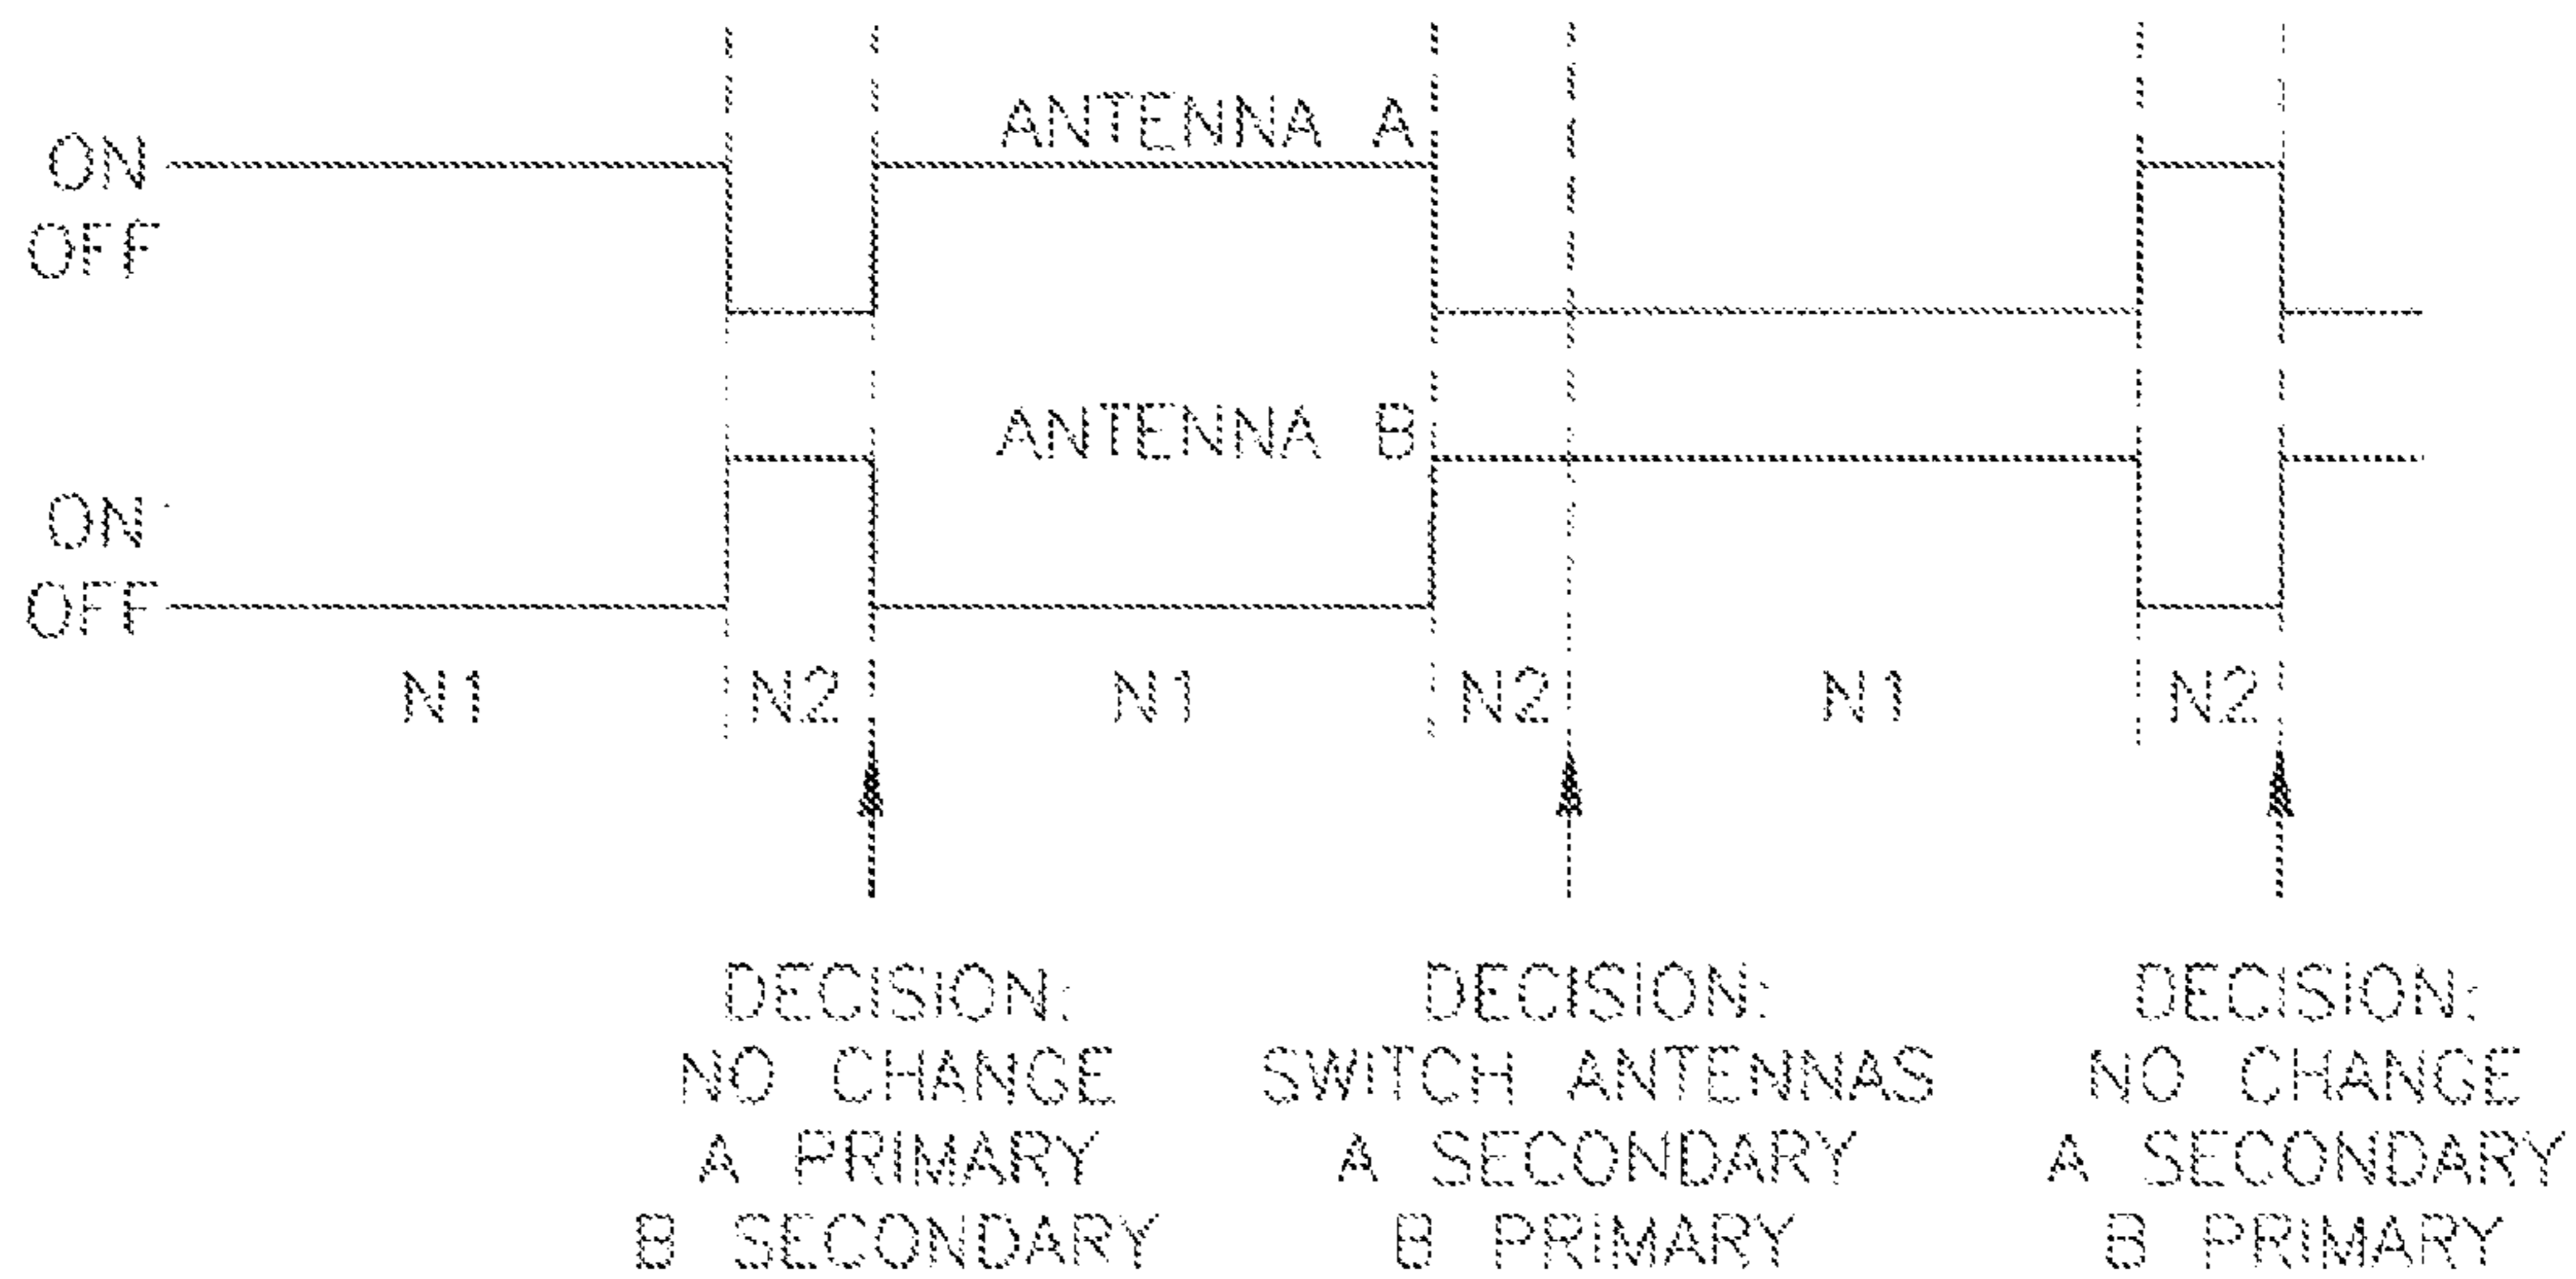 ANTENNA A
ON
OFF
ANTENNA B
ON
OFF
N1 N2 N1 N2 N1 N2
DECISION:
NO CHANGE
A PRIMARY
B SECONDARY
DECISION:
SWITCH ANTENNAS
A SECONDARY
B PRIMARY
DECISION:
NO CHANGE
A SECONDARY
B PRIMARY